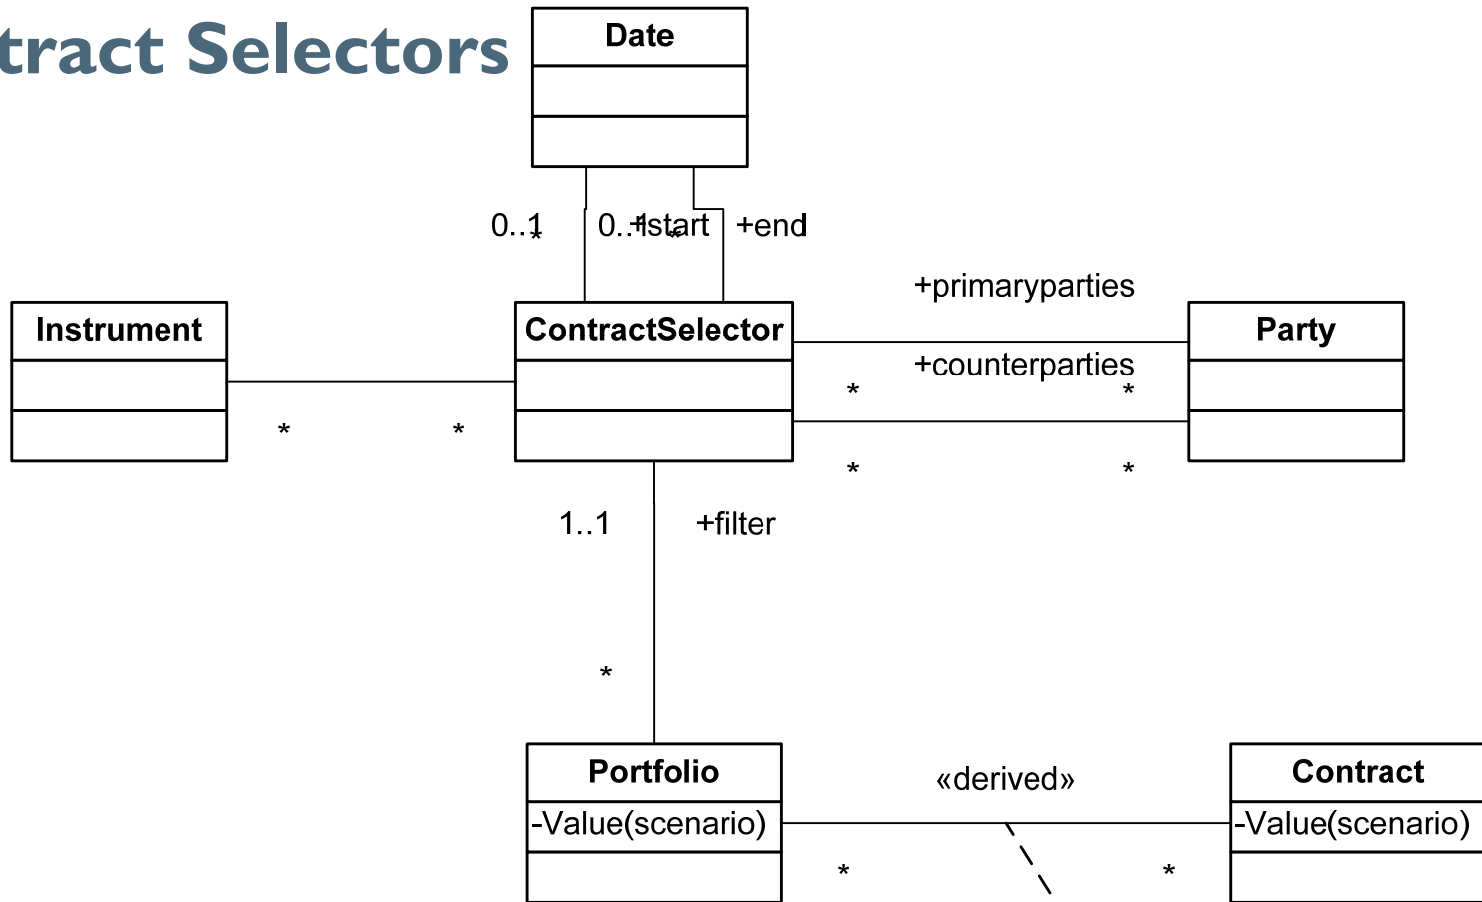 tract Selectors
Date
0..1
*
0..1
+start
*
+end
+primaryparties
Instrument
ContractSelector
Party
+counterparties
*
*
*
*
*
*
1..1
+filter
*
Portfolio
«derived»
Contract
-Value(scenario)
-Value(scenario)
*
*